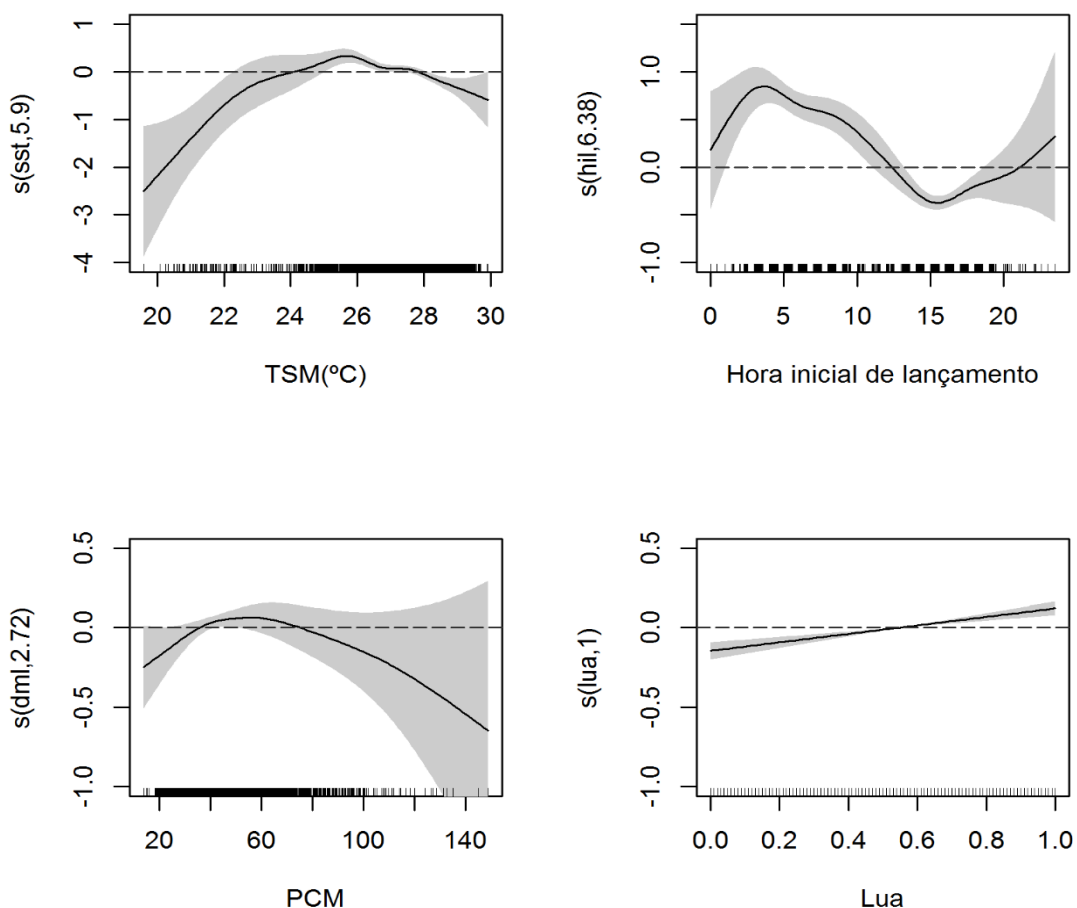 s(sst,5.9)
1
0
-1
-2
-3
-4
20 22 24 26 28 30
TSM(ºC)
s(hil,6.38)
1.0
0.0
-1.0
0 5 10 15 20
Hora inicial de lançamento
s(dml,2.72)
0.5
0.0
-0.5
-1.0
20 60 100 140
PCM
s(lua,1)
0.5
0.0
-0.5
-1.0
0.0 0.2 0.4 0.6 0.8 1.0
Lua